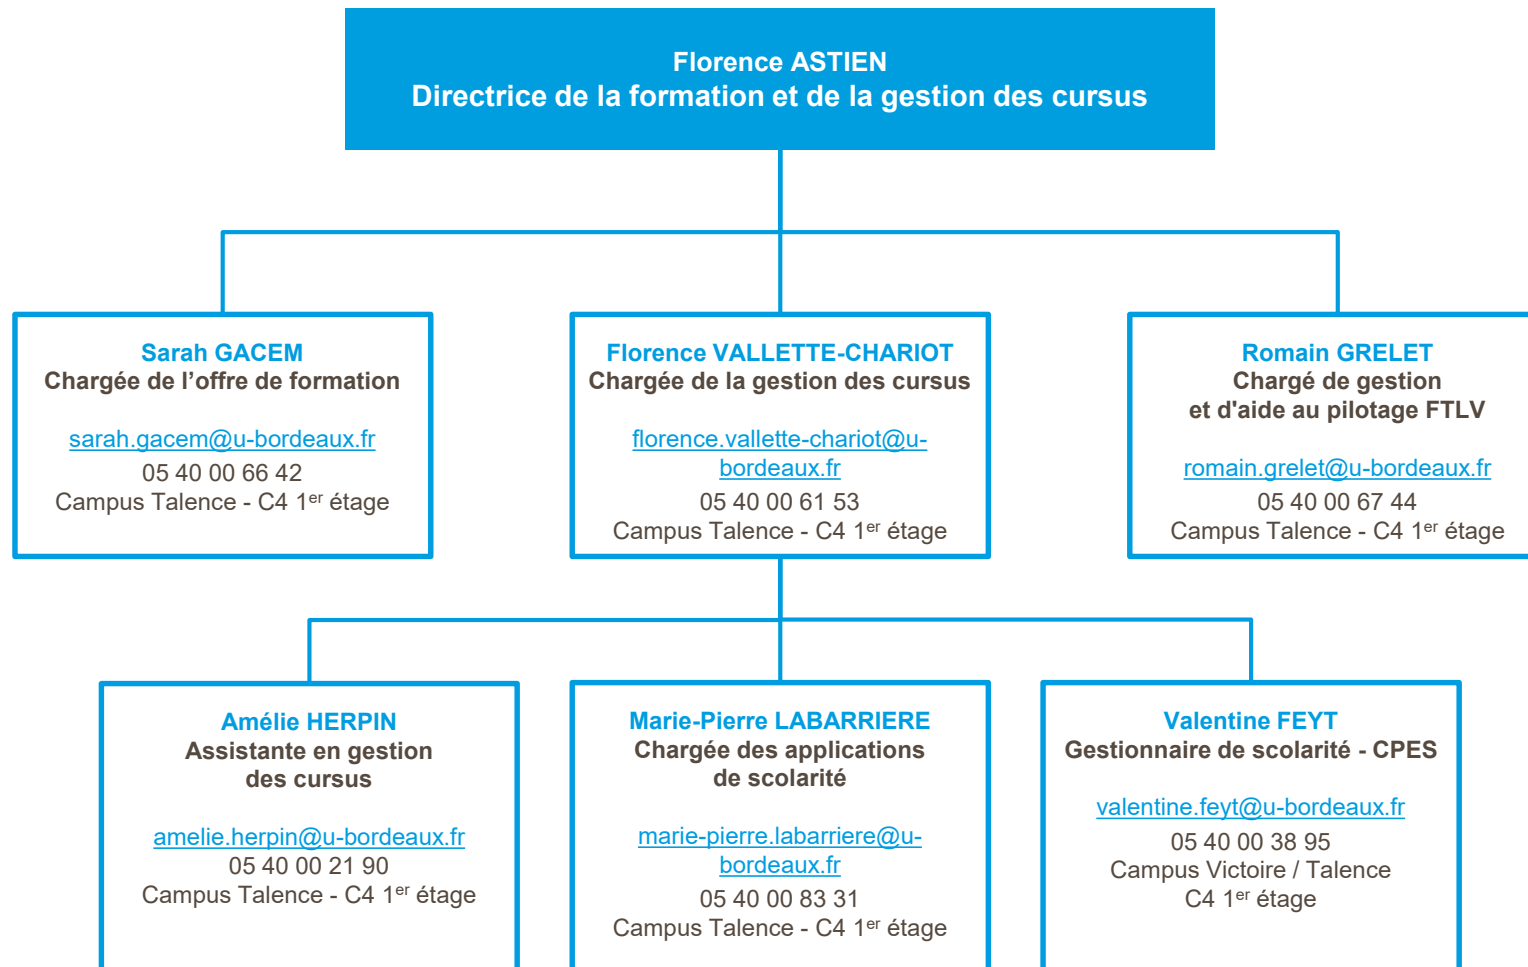 Florence ASTIEN
Directrice de la formation et de la gestion des cursus
Sarah GACEM
Chargée de l’offre de formation
sarah.gacem@u-bordeaux.fr
05 40 00 66 42
Campus Talence - C4 1er étage
Florence VALLETTE-CHARIOT
Chargée de la gestion des cursus
florence.vallette-chariot@u-
bordeaux.fr
05 40 00 61 53
Campus Talence - C4 1er étage
Romain GRELET
Chargé de gestion
et d'aide au pilotage FTLV
romain.grelet@u-bordeaux.fr
05 40 00 67 44
Campus Talence - C4 1er étage
Amélie HERPIN
Assistante en gestion
des cursus
amelie.herpin@u-bordeaux.fr
05 40 00 21 90
Campus Talence - C4 1er étage
Marie-Pierre LABARRIERE
Chargée des applications
de scolarité
marie-pierre.labarriere@u-
bordeaux.fr
05 40 00 83 31
Campus Talence - C4 1er étage
Valentine FEYT
Gestionnaire de scolarité - CPES
valentine.feyt@u-bordeaux.fr
05 40 00 38 95
Campus Victoire / Talence
C4 1er étage